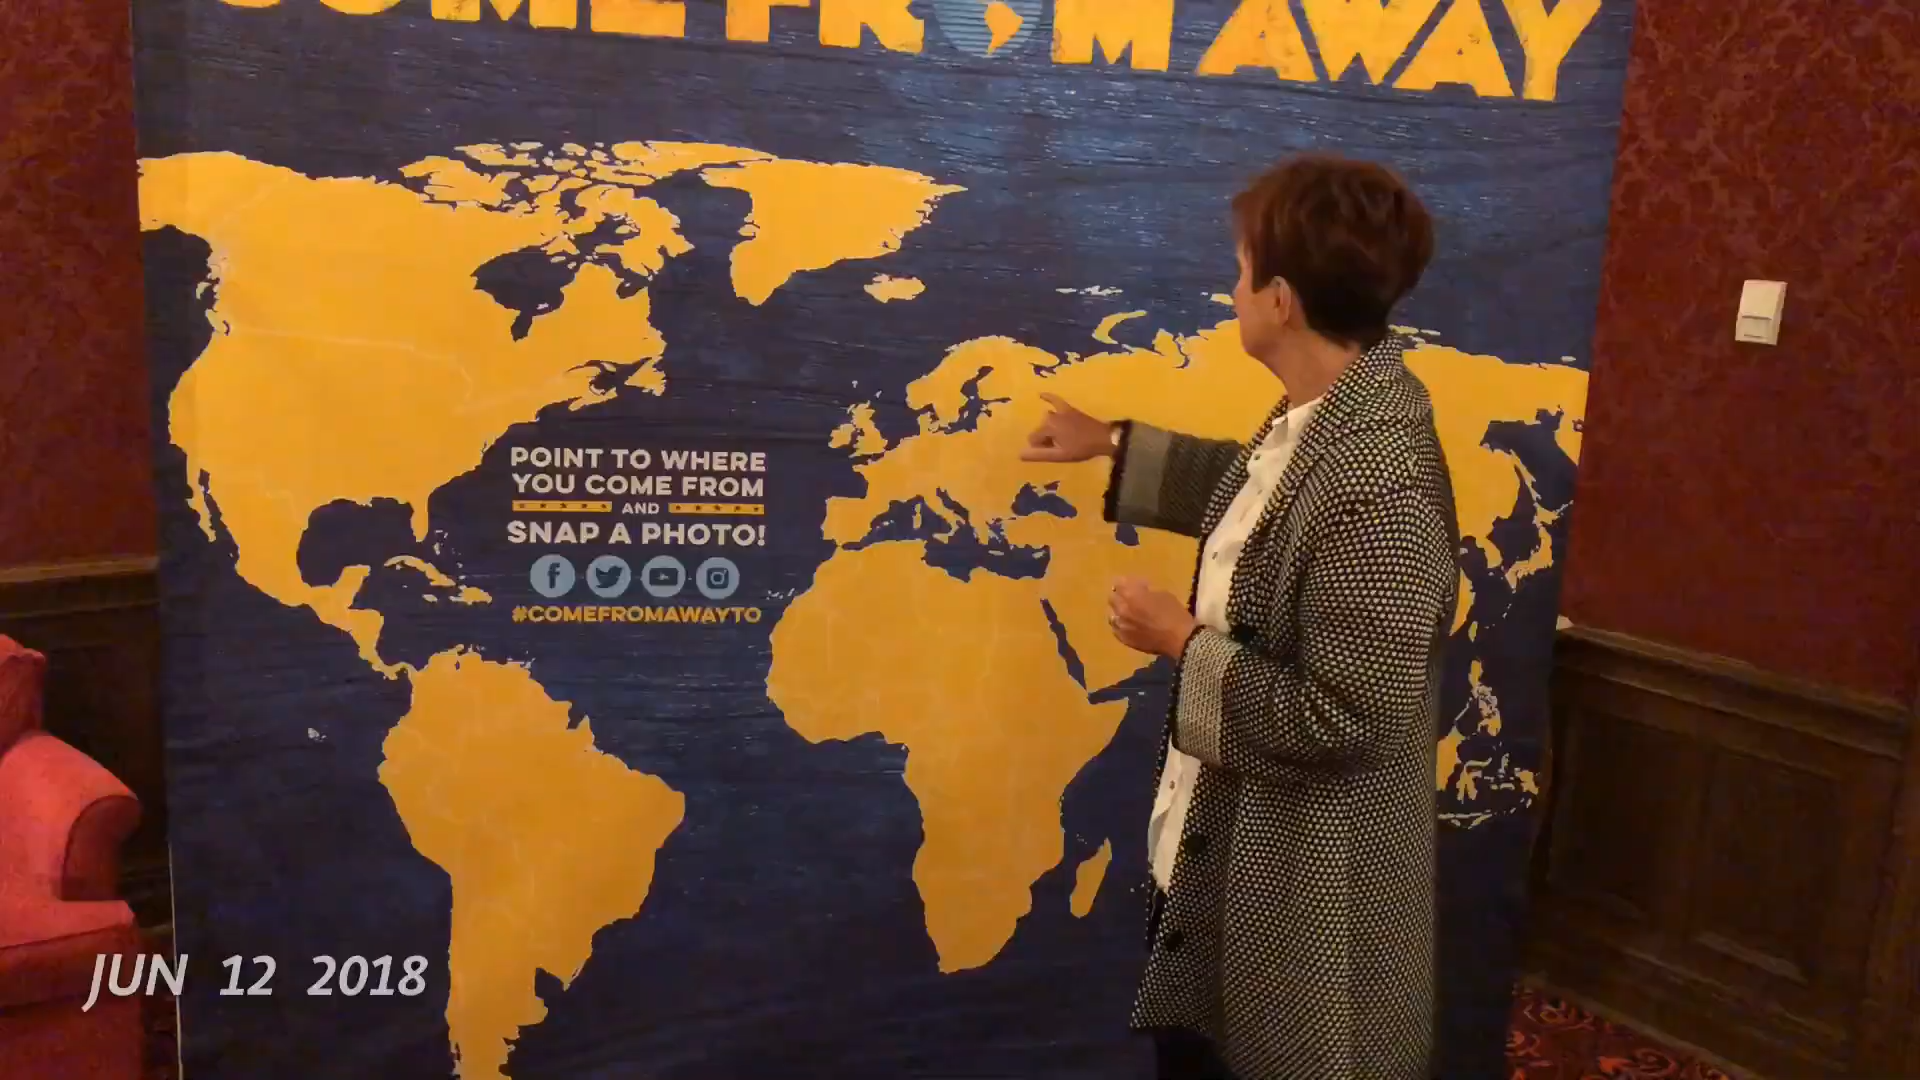 COME FROM AWAY
POINT TO WHERE
YOU COME FROM
AND
SNAP A PHOTO!
#COMEFROMAWAYTO
JUN 12 2018